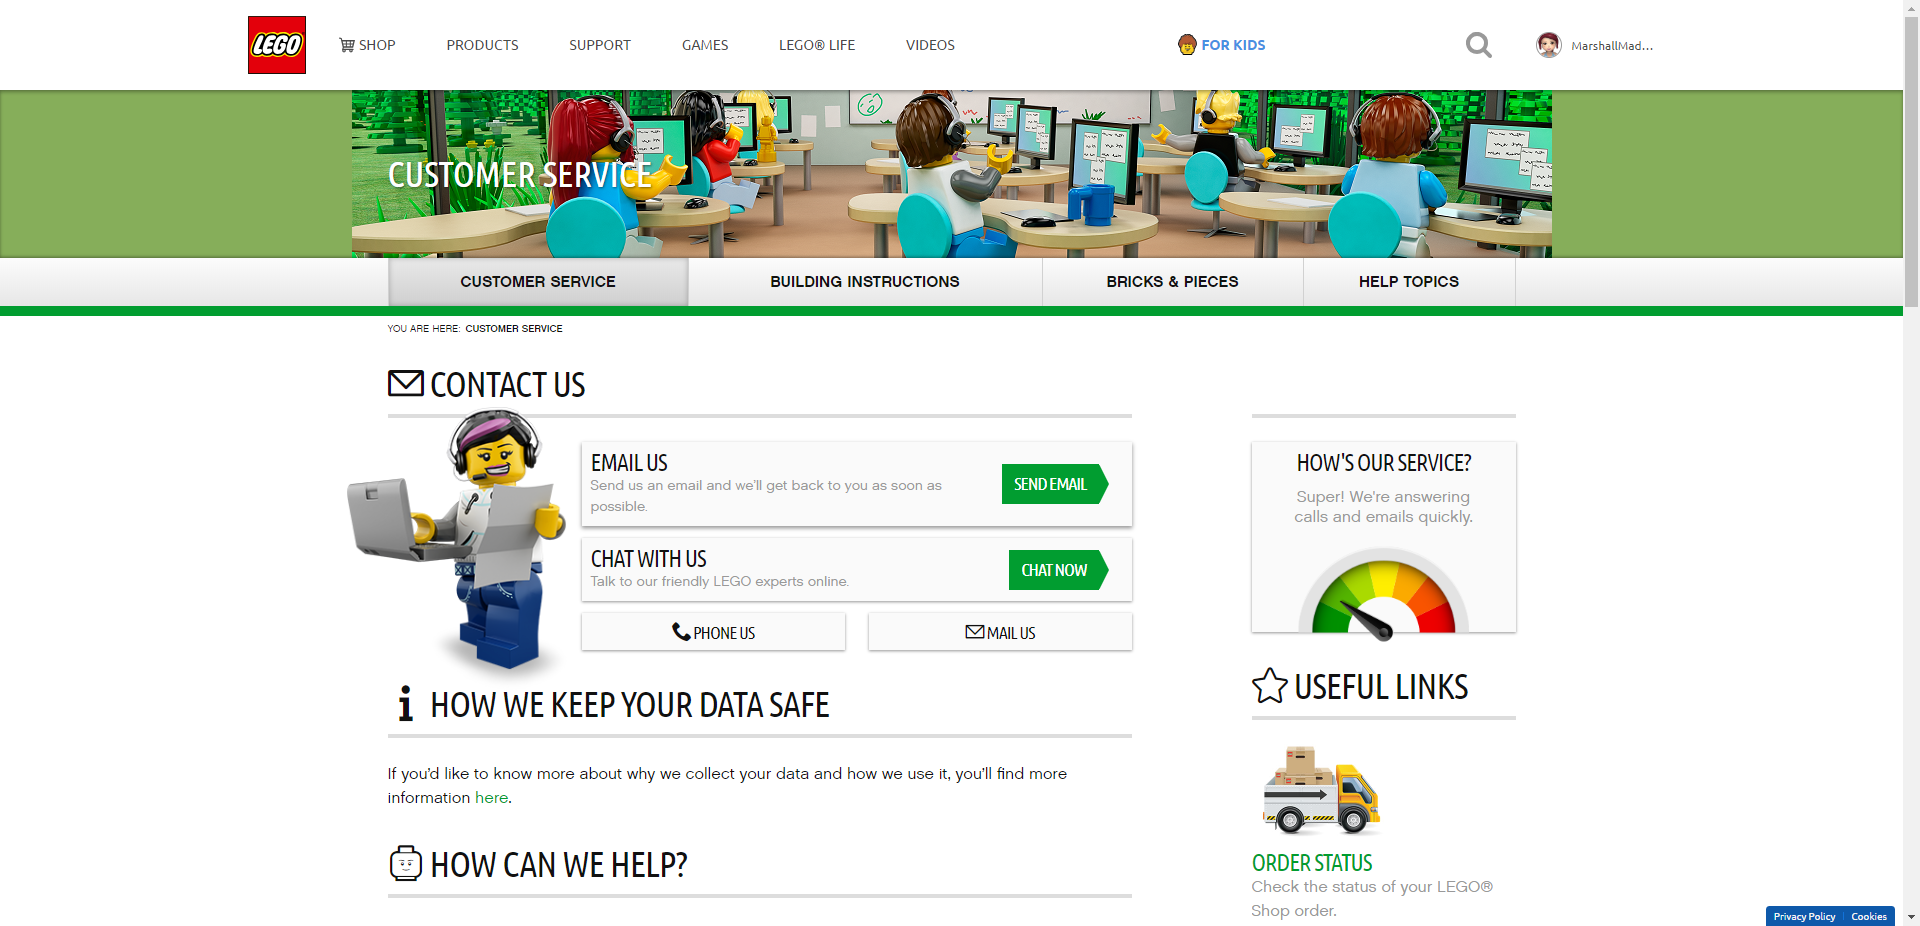 LEGO
SHOP
PRODUCTS
SUPPORT
GAMES
LEGO® LIFE
VIDEOS
FOR KIDS
MarshallMad...
CUSTOMER SERVICE
CUSTOMER SERVICE
BUILDING INSTRUCTIONS
BRICKS & PIECES
HELP TOPICS
YOU ARE HERE: CUSTOMER SERVICE
CONTACT US
EMAIL US
Send us an email and we'll get back to you as soon as
possible.
SEND EMAIL
CHAT WITH US
Talk to our friendly LEGO experts online.
CHAT NOW
PHONE US
MAIL US
HOW'S OUR SERVICE?
Super! We're answering
calls and emails quickly.
HOW WE KEEP YOUR DATA SAFE
If you'd like to know more about why we collect your data and how we use it, you'll find more
information here.
USEFUL LINKS
ORDER STATUS
Check the status of your LEGO®
Shop order.
HOW CAN WE HELP?
Privacy Policy
Cookies